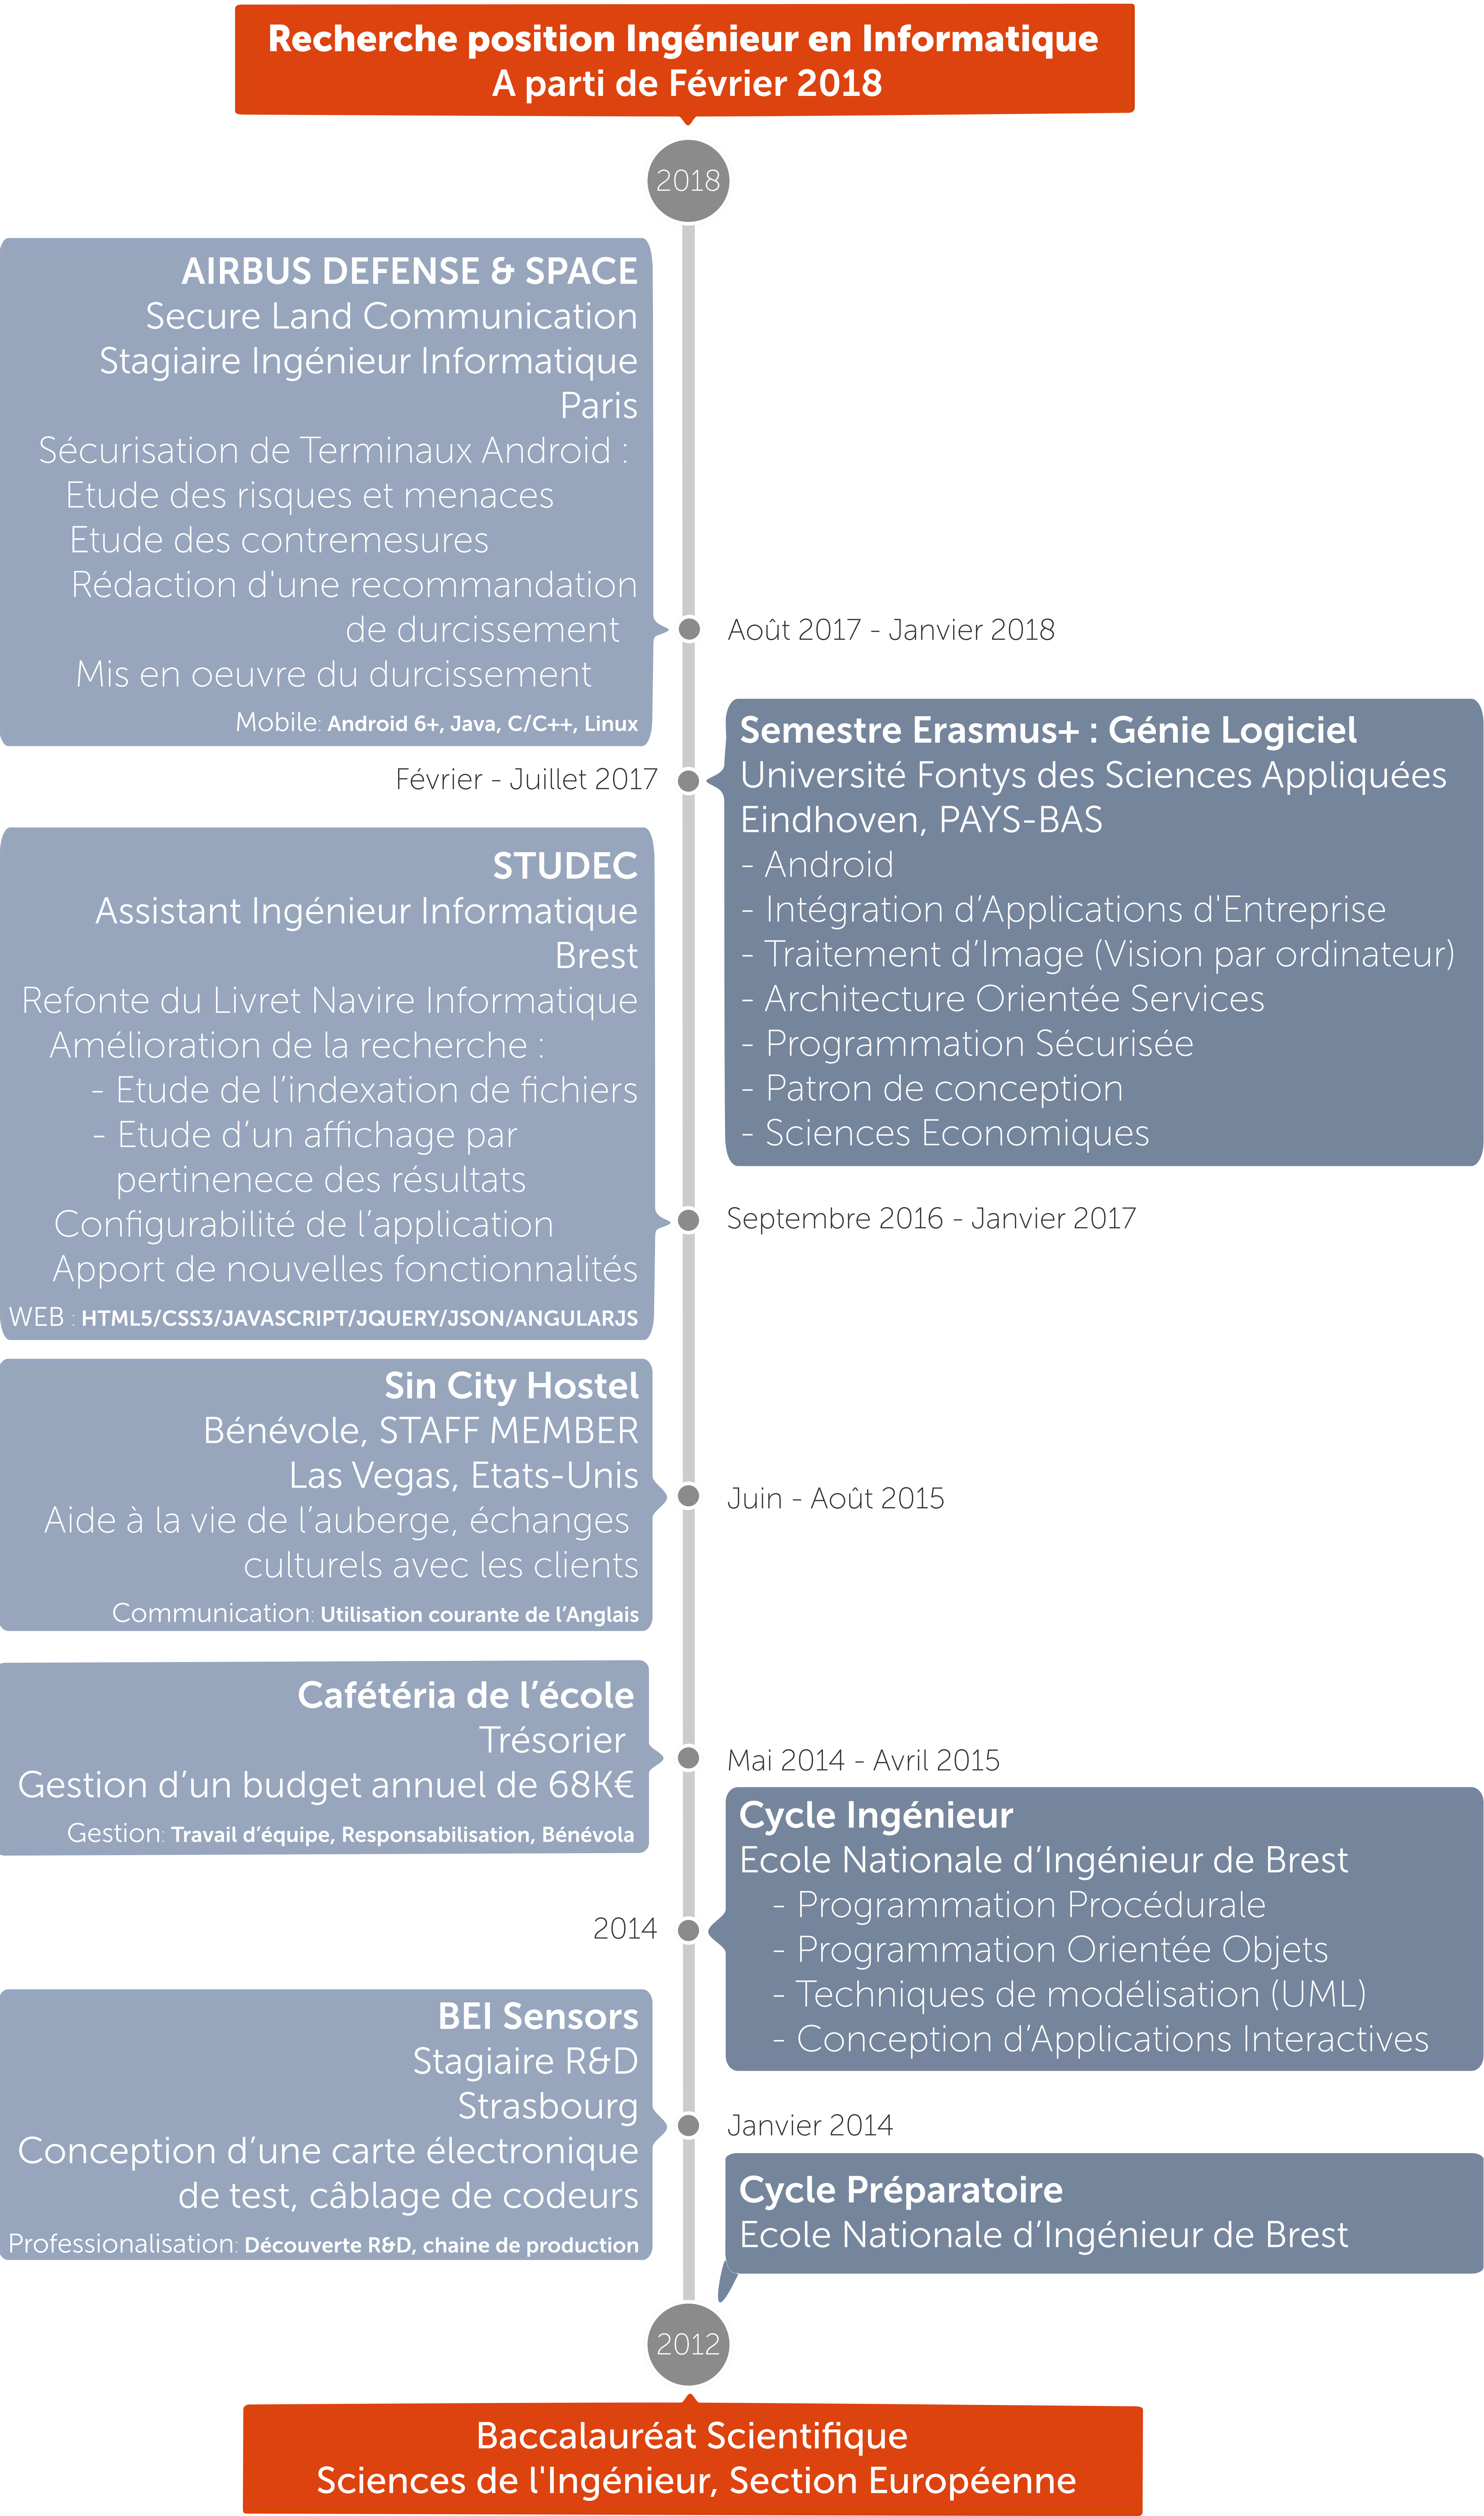 Recherche position Ingénieur en Informatique
A parti de Février 2018
2018
AIRBUS DEFENSE & SPACE
Secure Land Communication
Stagiaire Ingénieur Informatique
Paris
Sécurisation de Terminaux Android :
Etude des risques et menaces
Etude des contremesures
Rédaction d'une recommandation
de durcissement
Mis en oeuvre du durcissement
Mobile: Android 6+, Java, C/C++, Linux
Août 2017 - Janvier 2018
Février - Juillet 2017
Semestre Erasmus+ : Génie Logiciel
Université Fontys des Sciences Appliquées
Eindhoven, PAYS-BAS
- Android
- Intégration d’Applications d'Entreprise
- Traitement d’Image (Vision par ordinateur)
- Architecture Orientée Services
- Programmation Sécurisée
- Patron de conception
- Sciences Economiques
STUDEC
Assistant Ingénieur Informatique
Brest
Refonte du Livret Navire Informatique
Amélioration de la recherche :
- Etude de l’indexation de fichiers
- Etude d’un affichage par
pertinenece des résultats
Configurabilité de l’application
Apport de nouvelles fonctionnalités
WEB : HTML5/CSS3/JAVASCRIPT/JQUERY/JSON/ANGULARJS
Septembre 2016 - Janvier 2017
Sin City Hostel
Bénévole, STAFF MEMBER
Las Vegas, Etats-Unis
Aide à la vie de l’auberge, échanges
culturels avec les clients
Communication: Utilisation courante de l’Anglais
Juin - Août 2015
Cafétéria de l’école
Trésorier
Gestion d’un budget annuel de 68K€
Gestion: Travail d’équipe, Responsabilisation, Bénévola
Mai 2014 - Avril 2015
2014
Cycle Ingénieur
Ecole Nationale d’Ingénieur de Brest
- Programmation Procédurale
- Programmation Orientée Objets
- Techniques de modélisation (UML)
- Conception d’Applications Interactives
BEI Sensors
Stagiaire R&D
Strasbourg
Conception d’une carte électronique
de test, câblage de codeurs
Professionalisation: Découverte R&D, chaine de production
Janvier 2014
Cycle Préparatoire
Ecole Nationale d’Ingénieur de Brest
2012
Baccalauréat Scientifique
Sciences de l'Ingénieur, Section Européenne